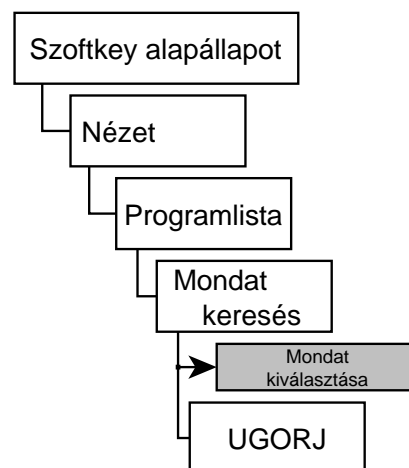 Szoftkey alapállapot
Nézet
Programlista
Mondat
keresés
Mondat
kiválasztása
UGORJ